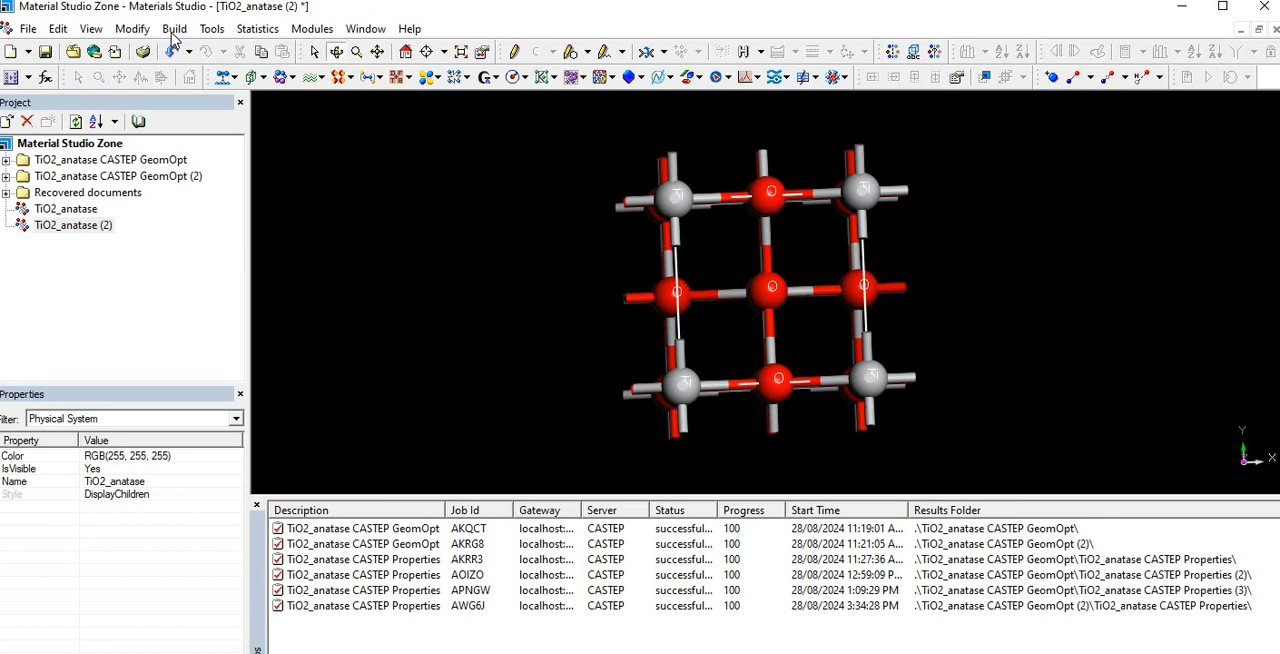 Material Studio Zone - Materials Studio - [TiO2_anatase (2) *]
File Edit View Modify Build Tools Statistics Modules Window Help
Project
Material Studio Zone
TiO2_anatase CASTEP GeomOpt
TiO2_anatase CASTEP GeomOpt (2)
Recovered documents
TiO2_anatase
TiO2_anatase (2)
Ti O Ti
O O O
Ti O Ti
Y
X
Properties
Filter: Physical System
Property Value
Color RGB(255, 255, 255)
IsVisible Yes
Name TiO2_anatase
Style DisplayChildren
Description Job Id Gateway Server Status Progress Start Time Results Folder
TiO2_anatase CASTEP GeomOpt AKQCT localhost:... CASTEP successful... 100 28/08/2024 11:19:01 A... .\TiO2_anatase CASTEP GeomOpt\
TiO2_anatase CASTEP GeomOpt AKRG8 localhost:... CASTEP successful... 100 28/08/2024 11:21:05 A... .\TiO2_anatase CASTEP GeomOpt (2)\
TiO2_anatase CASTEP Properties AKRR3 localhost:... CASTEP successful... 100 28/08/2024 11:27:36 A... .\TiO2_anatase CASTEP GeomOpt\TiO2_anatase CASTEP Properties\
TiO2_anatase CASTEP Properties AOIZO localhost:... CASTEP successful... 100 28/08/2024 12:59:09 P... .\TiO2_anatase CASTEP GeomOpt\TiO2_anatase CASTEP Properties (2)\
TiO2_anatase CASTEP Properties APNGW localhost:... CASTEP successful... 100 28/08/2024 1:09:29 PM .\TiO2_anatase CASTEP GeomOpt\TiO2_anatase CASTEP Properties (3)\
TiO2_anatase CASTEP Properties AWG6J localhost:... CASTEP successful... 100 28/08/2024 3:34:28 PM .\TiO2_anatase CASTEP GeomOpt (2)\TiO2_anatase CASTEP Properties\